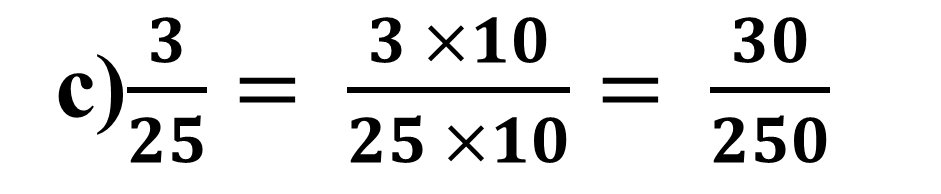 c) 3/25 = 3 ×10/25 ×10 = 30/250